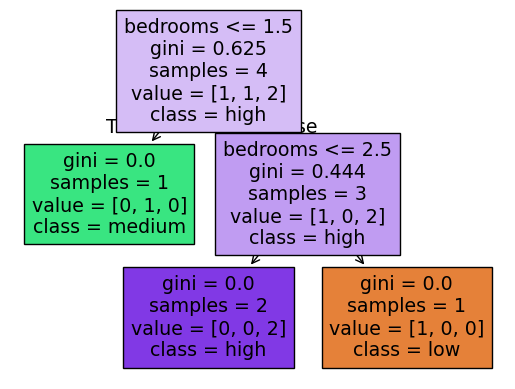 bedrooms <= 1.5
gini = 0.625
samples = 4
value = [1, 1, 2]
class = high
gini = 0.0
samples = 1
value = [0, 1, 0]
class = medium
bedrooms <= 2.5
gini = 0.444
samples = 3
value = [1, 0, 2]
class = high
gini = 0.0
samples = 2
value = [0, 0, 2]
class = high
gini = 0.0
samples = 1
value = [1, 0, 0]
class = low